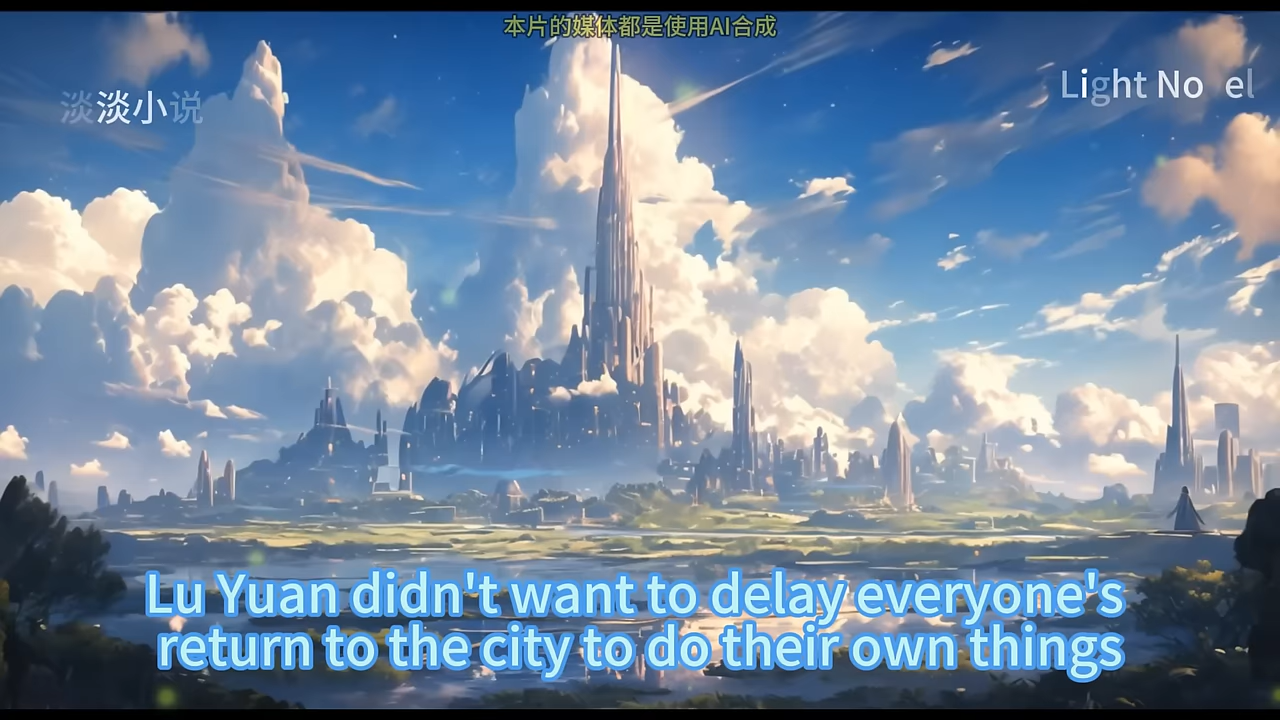 本片的媒体都是使用AI合成
淡淡小说
Light No el
Lu Yuan didn't want to delay everyone's
return to the city to do their own things